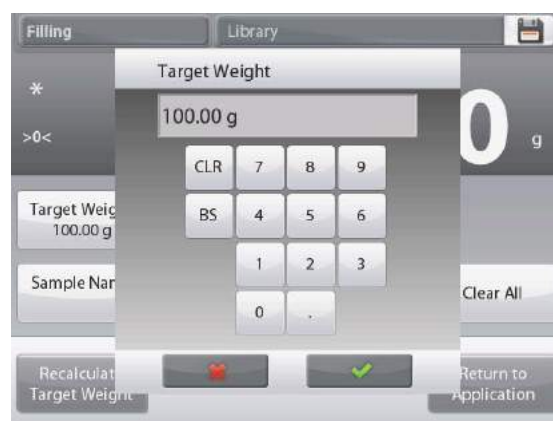 Filling
Library
*
>0<
0
g
Target Weight
100.00 g
CLR 7 8 9
BS 4 5 6
1 2 3
0 .
Target Weig
100.00 g
Sample Nar
Clear All
Recalculat
Target Weight
Return to
Application